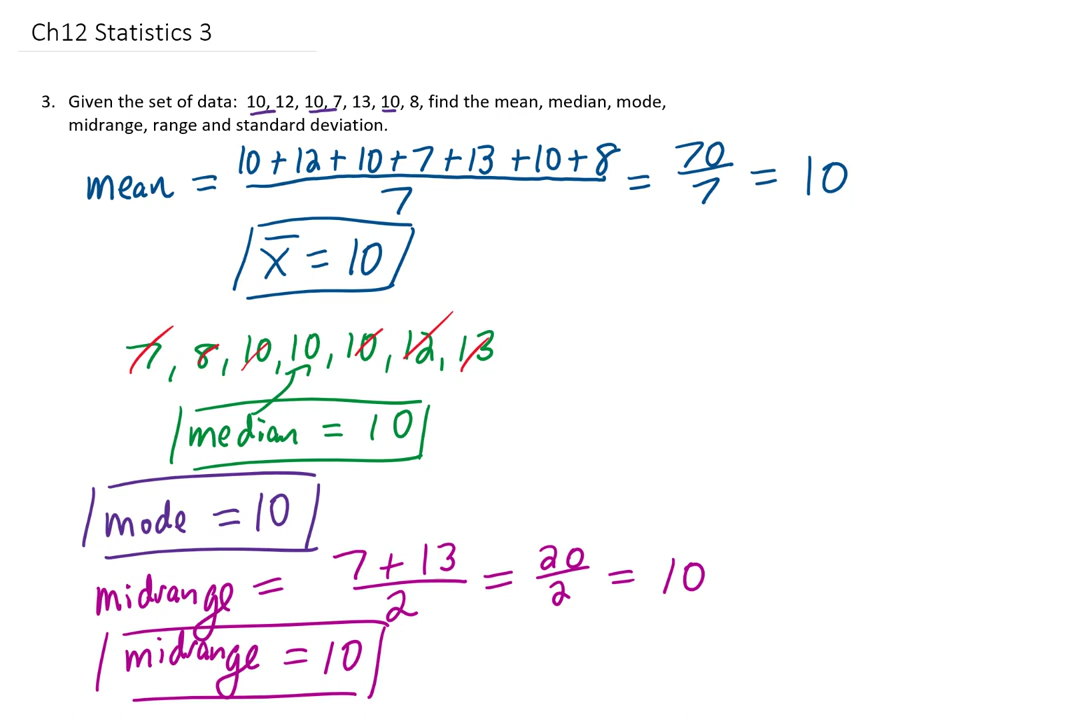 Ch12 Statistics 3
3. Given the set of data: 10, 12, 10, 7, 13, 10, 8, find the mean, median, mode,
midrange, range and standard deviation.
mean = 10 + 12 + 10 + 7 + 13 + 10 + 8 / 7 = 70 / 7 = 10
x̄ = 10
7, 8, 10, 10, 10, 12, 13
median = 10
mode = 10
midrange = 7 + 13 / 2 = 20 / 2 = 10
midrange = 10